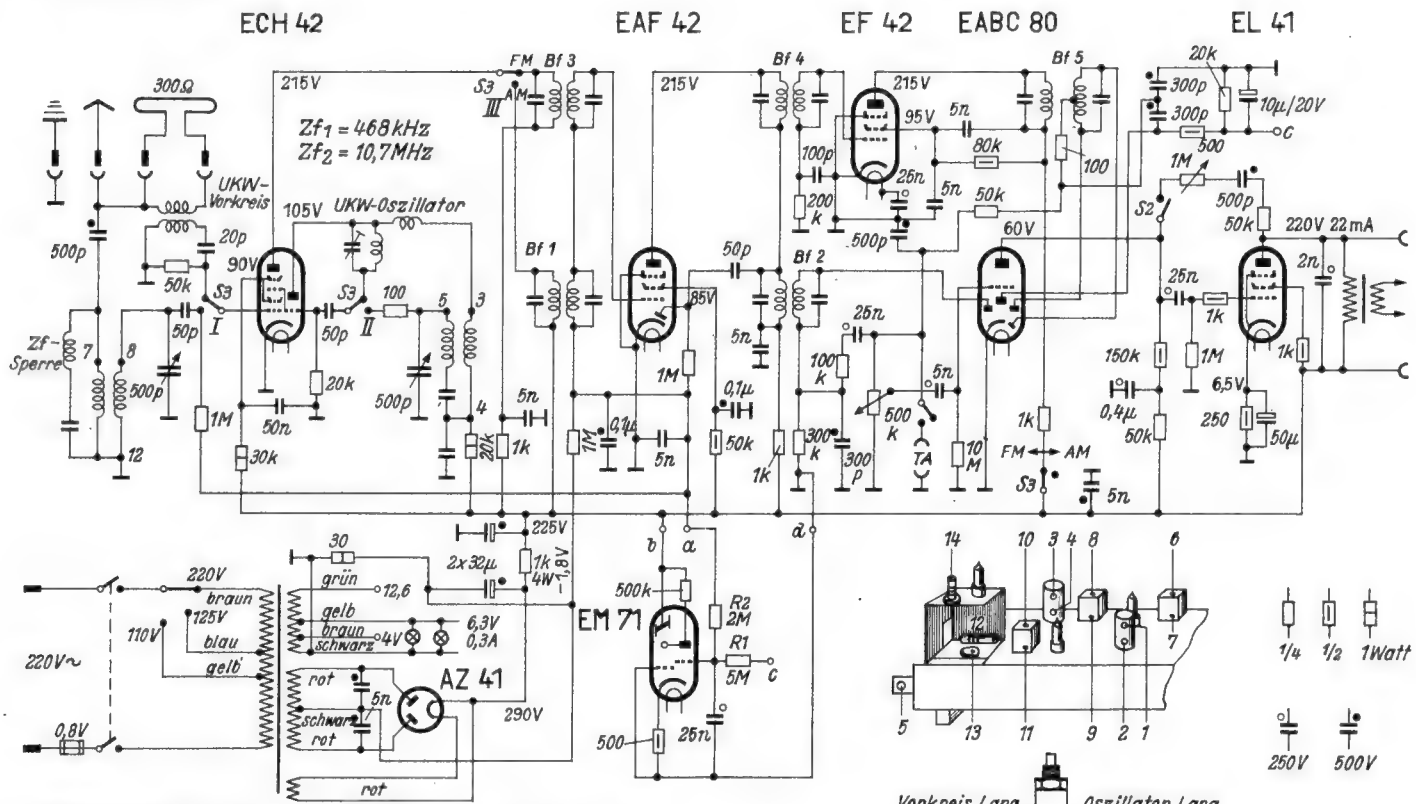 ECH 42
EAF 42
EF 42
EABC 80
EL 41
300Ω
215V
Zf1 = 468 kHz
Zf2 = 10,7 MHz
S3
III
FM
AM
Bf 3
215V
Bf 4
215V
95V
5n
Bf 5
300p
300p
20k
10µ/20V
c
500
UKW-
Vorkreis
500p
20p
50k
90V
105V
UKW-Oszillator
S3
I
50p
50p
S3
II
100
5
3
Bf 1
85V
50p
Bf 2
5n
100p
200
k
25n
500p
5n
80k
50k
100
60V
1M
S2
500p
50k
220V 22mA
2n
Zf-
Sperre
7
8
12
500p
1M
20k
50n
30k
500p
4
20k
5n
1k
1M
0,1µ
5n
1M
0,1µ
50k
1k
300
k
100
k
25n
300
p
500
k
5n
TA
10
M
1k
FM
AM
S3
5n
25n
1k
1M
150k
0,4µ
50k
6,5V
250
50µ
1k
225V
30
2x32µ
1k
4W
-1,8V
b
a
d
220V
braun
125V
110V
blau
gelb
220V~
0,8V
grün
12,6
gelb
6,3V
braun
4V
schwarz
0,3A
rot
5n
schwarz
rot
AZ 41
290V
rot
500k
EM 71
R2
2M
R1
5M
c
500
25n
14
10
3
4
8
6
12
7
5
13
11
9
2
1
1/4
1/2
1Watt
250V
500V
Vorkreis Lang
Oszillator Lang